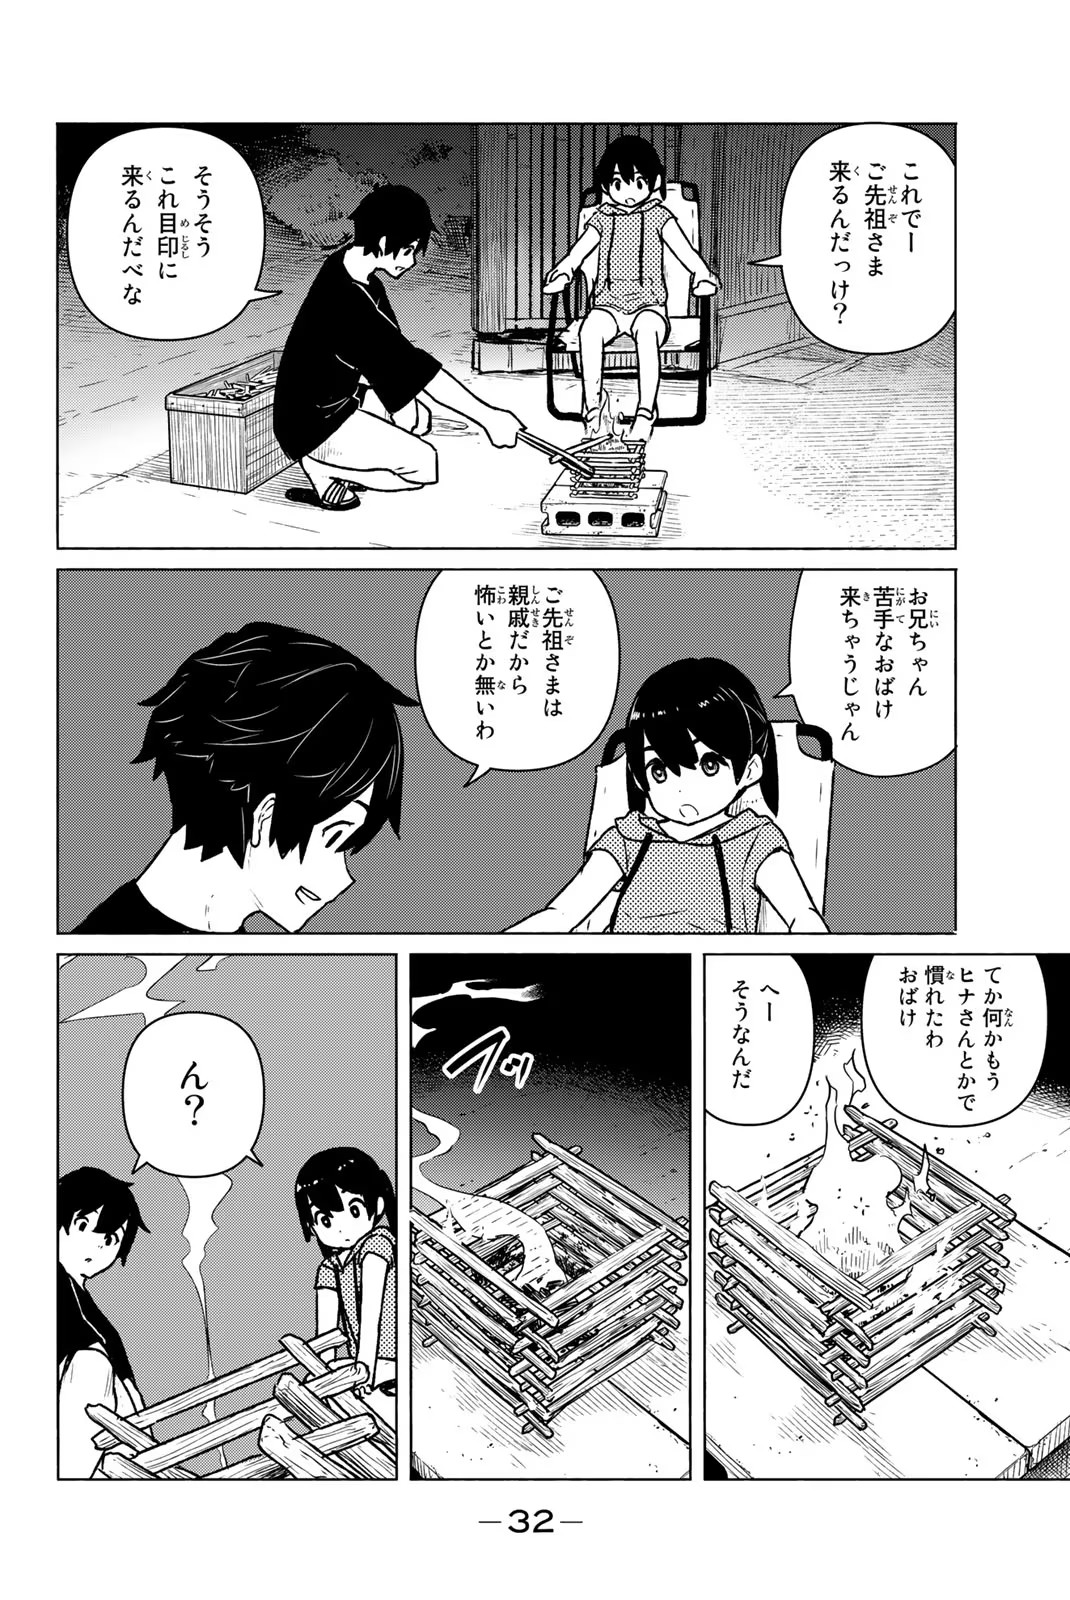 これでー
ご先祖さま
来るんだっけ?
そうそう
これ目印に
来るんだべな
お兄ちゃん
苦手なおばけ
来ちゃうじゃん
ご先祖さまは
親戚だから
怖いとか無いわ
てか何かもう
ヒナさんとかで
慣れたわ
おばけ
へー
そうなんだ
フッ
ん?
—32—